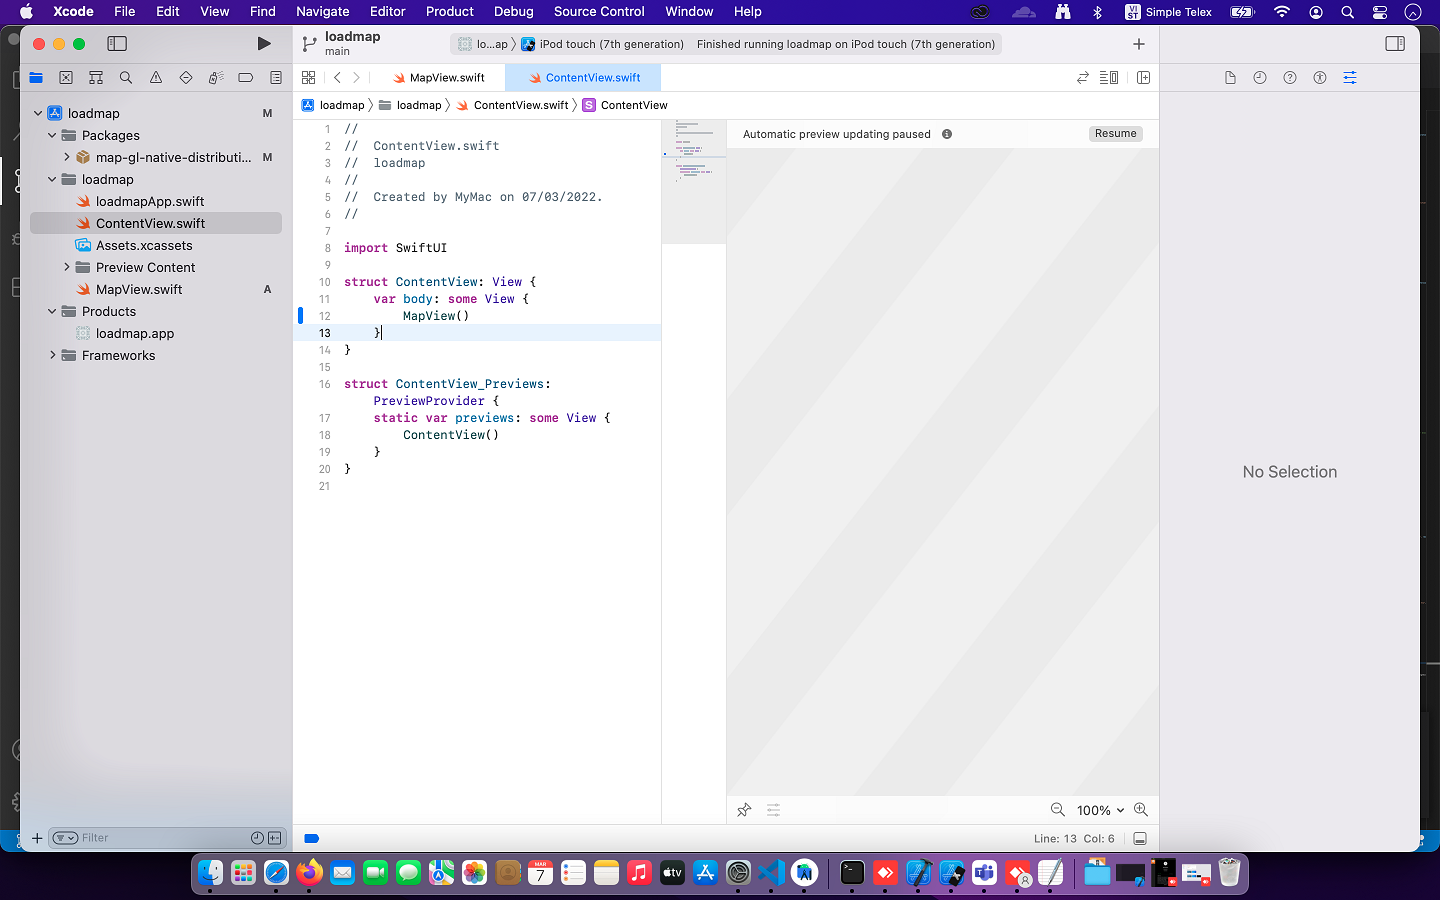 Xcode File Edit View Find Navigate Editor Product Debug Source Control Window Help VI ST Simple Telex
loadmap
main
lo...ap iPod touch (7th generation) Finished running loadmap on iPod touch (7th generation)
MapView.swift ContentView.swift
loadmap loadmap ContentView.swift S ContentView
loadmap M
Packages
map-gl-native-distributi... M
loadmap
loadmapApp.swift
ContentView.swift
Assets.xcassets
Preview Content
MapView.swift A
Products
loadmap.app
Frameworks
Filter
1 //
2 // ContentView.swift
3 // loadmap
4 //
5 // Created by MyMac on 07/03/2022.
6 //
7
8 import SwiftUI
9
10 struct ContentView: View {
11 var body: some View {
12 MapView()
13 }
14 }
15
16 struct ContentView_Previews:
PreviewProvider {
17 static var previews: some View {
18 ContentView()
19 }
20 }
21
Automatic preview updating paused Resume
100%
No Selection
Line: 13 Col: 6
MAR
7
tv